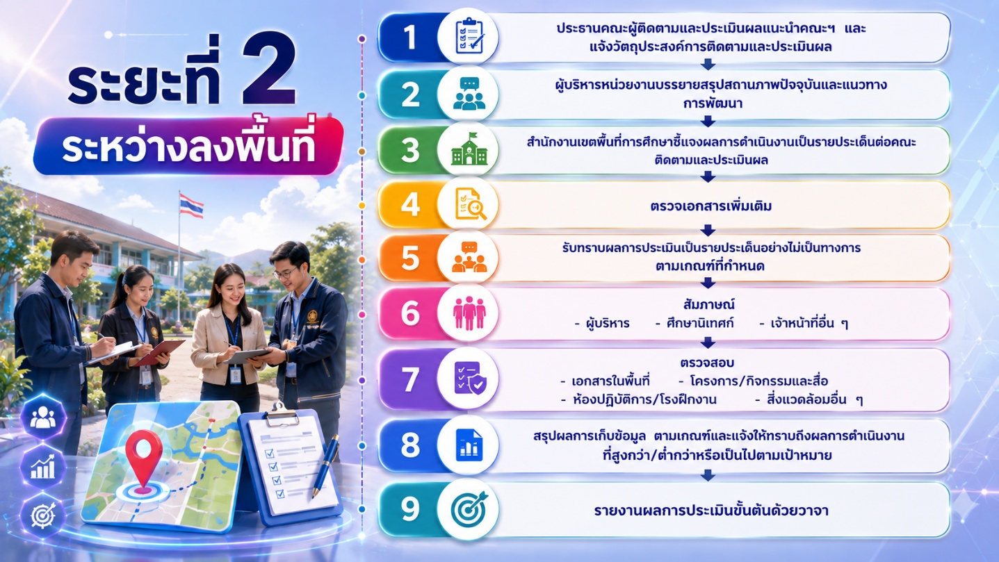 ระยะที่ 2
ระหว่างลงพื้นที่
1
ประธานคณะผู้ติดตามและประเมินผลแนะนำคณะฯ และ
แจ้งวัตถุประสงค์การติดตามและประเมินผล
2
ผู้บริหารหน่วยงานบรรยายสรุปสถานภาพปัจจุบันและแนวทาง
การพัฒนา
3
สำนักงานเขตพื้นที่การศึกษาชี้แจงผลการดำเนินงานเป็นรายประเด็นต่อคณะ
ติดตามและประเมินผล
4
ตรวจเอกสารเพิ่มเติม
5
รับทราบผลการประเมินเป็นรายประเด็นอย่างไม่เป็นทางการ
ตามเกณฑ์ที่กำหนด
6
สัมภาษณ์
- ผู้บริหาร - ศึกษานิเทศก์ - เจ้าหน้าที่อื่น ๆ
7
ตรวจสอบ
- เอกสารในพื้นที่ - โครงการ/กิจกรรมและสื่อ
- ห้องปฏิบัติการ/โรงฝึกงาน - สิ่งแวดล้อมอื่น ๆ
8
สรุปผลการเก็บข้อมูล ตามเกณฑ์และแจ้งให้ทราบถึงผลการดำเนินงาน
ที่สูงกว่า/ต่ำกว่าหรือเป็นไปตามเป้าหมาย
9
รายงานผลการประเมินขั้นต้นด้วยวาจา